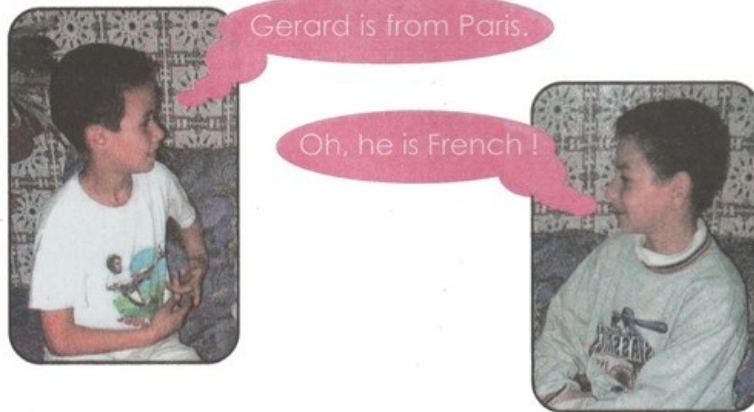 Gerard is from Paris.
Oh, he is French !